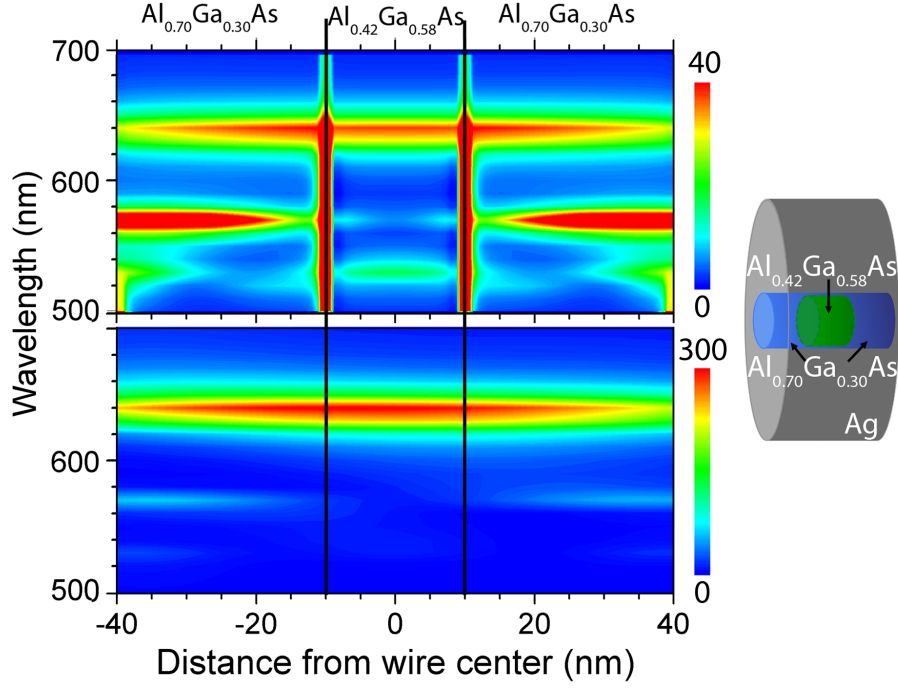 Al0.70Ga0.30As Al0.42Ga0.58As Al0.70Ga0.30As
700
600
500
40
0
600
500
300
0
Wavelength (nm)
-40 -20 0 20 40
Distance from wire center (nm)
Al0.42Ga0.58As
Al0.70Ga0.30As
Ag